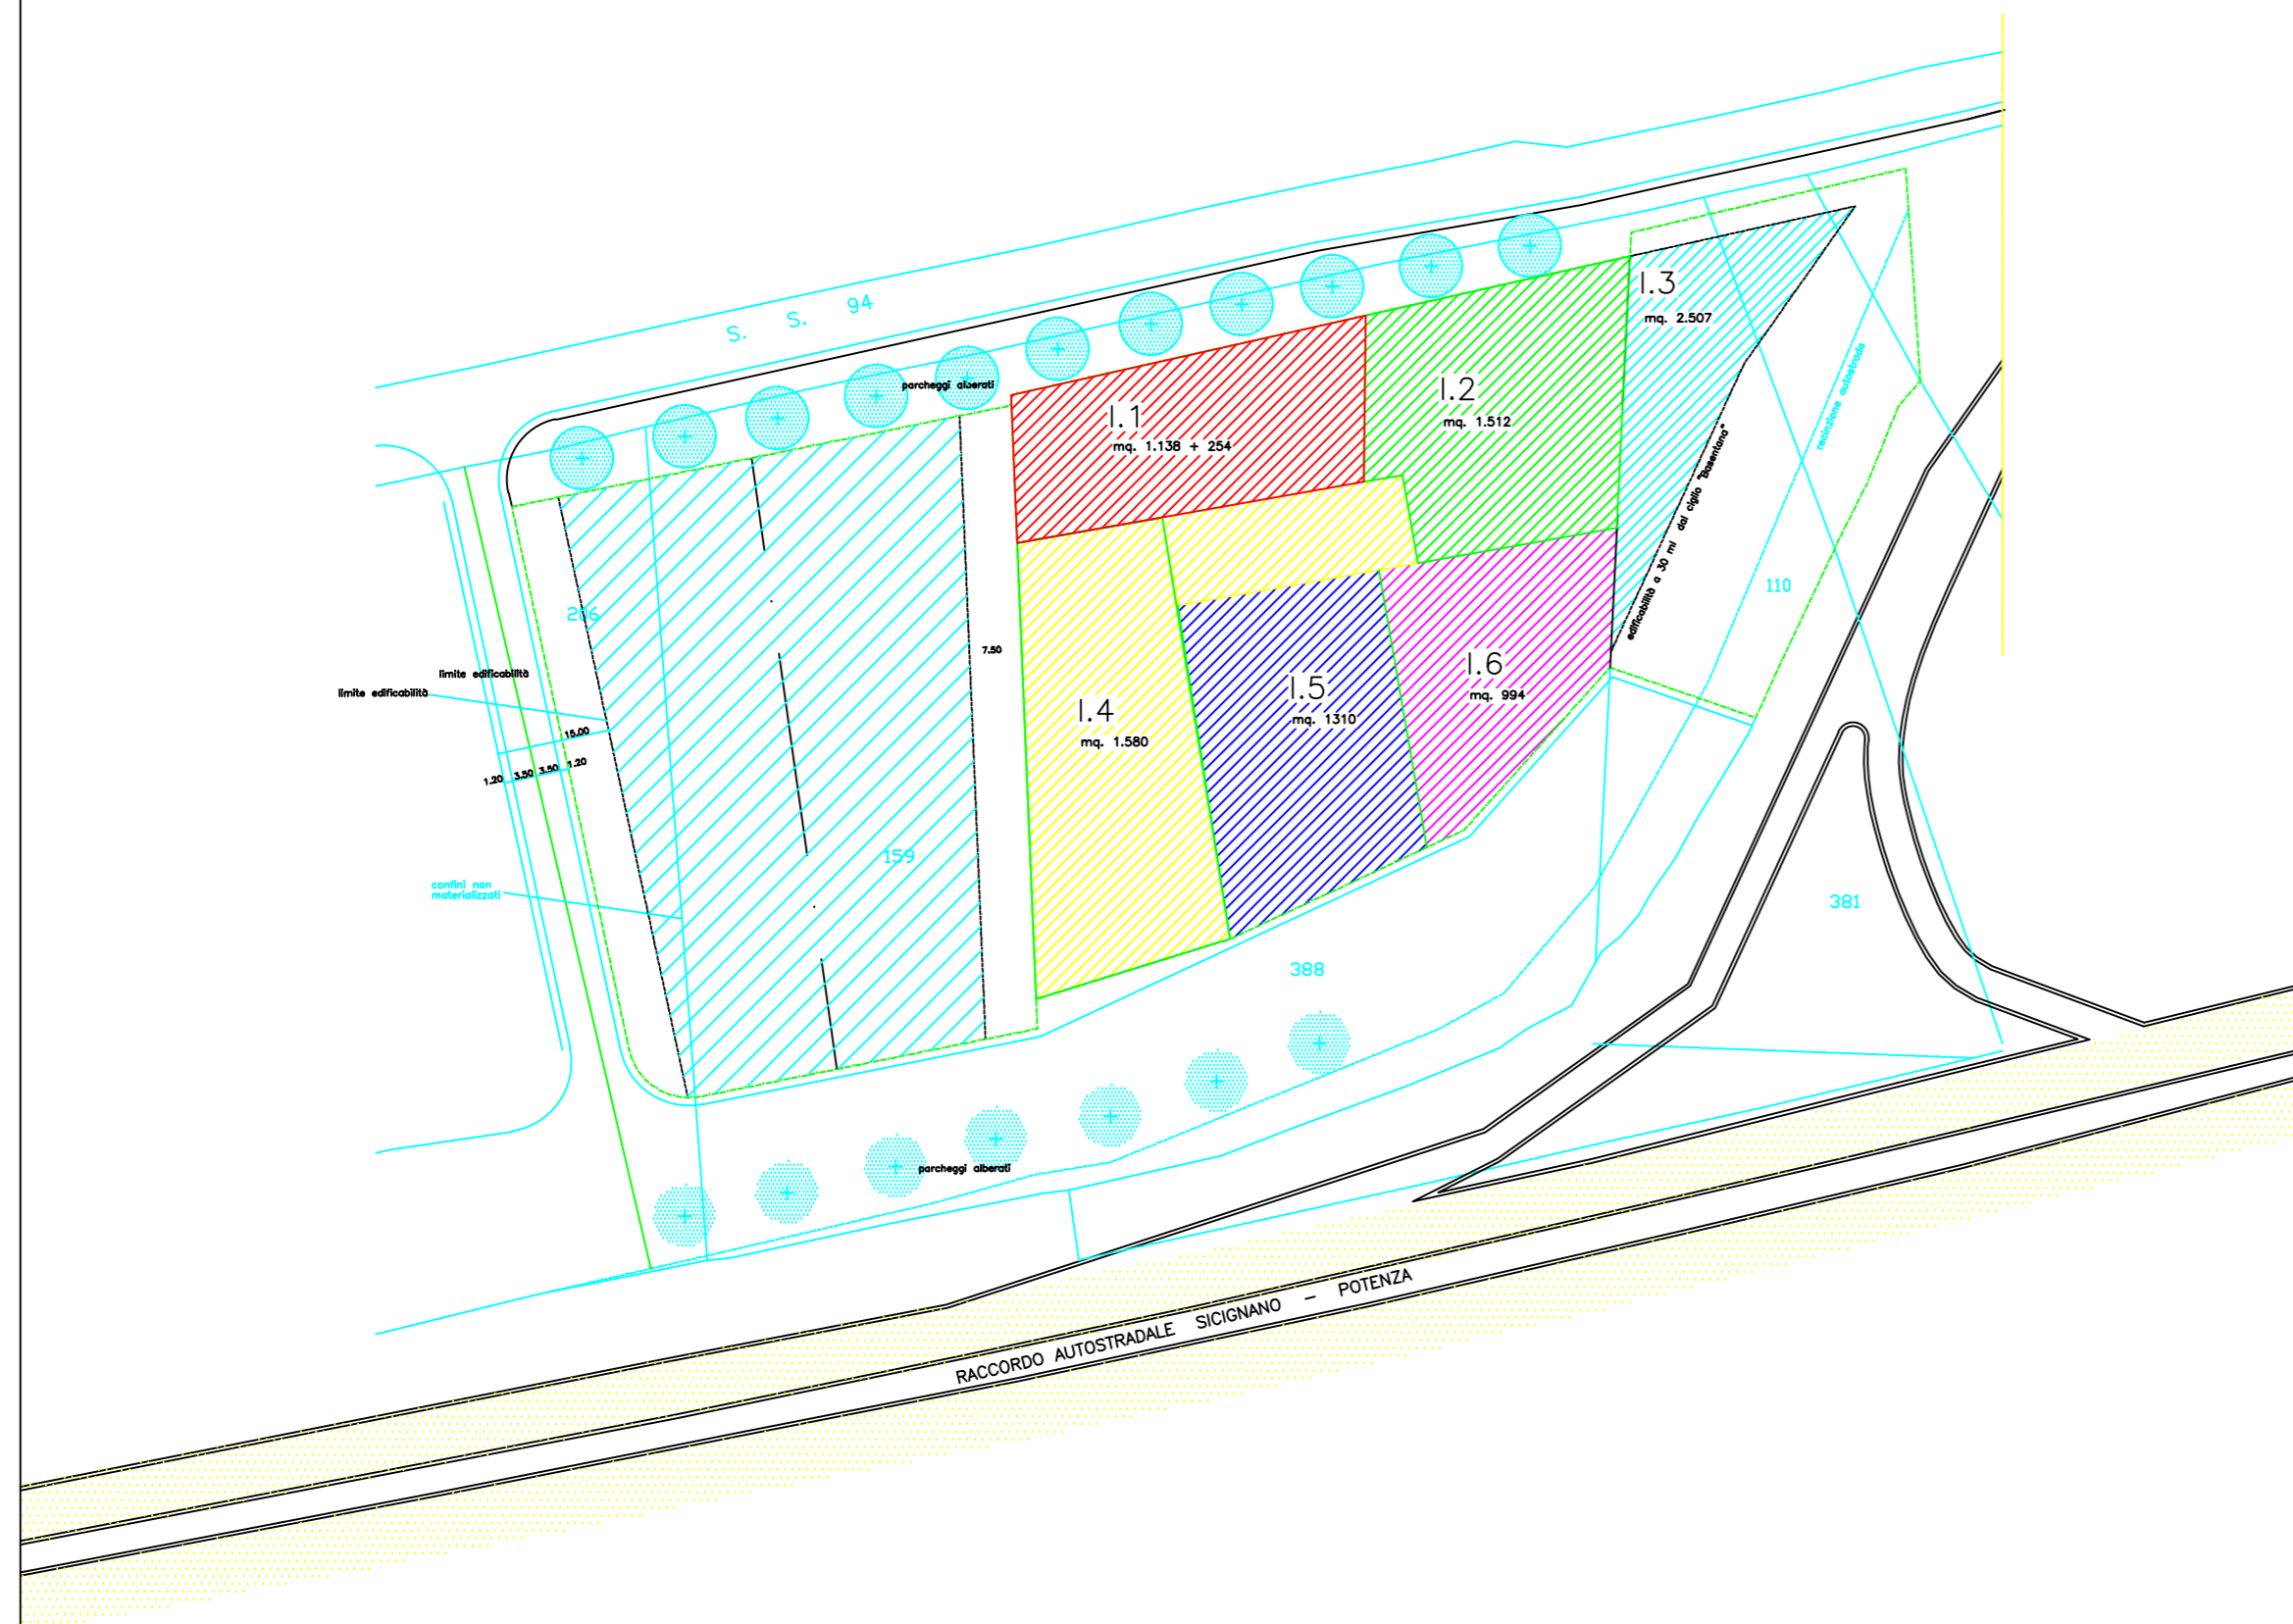 S. S. 94
parcheggi alberati
I.1
mq. 1.138 + 254
I.2
mq. 1.512
I.3
mq. 2.507
recinzione autostrada
edificabilità a 30 ml dal ciglio "Basentana"
110
206
limite edificabilità
limite edificabilità
7.50
15.00
1.20 3.50 3.50 1.20
I.4
mq. 1.580
I.5
mq. 1310
I.6
mq. 994
159
confini non
materializzati
381
388
parcheggi alberati
RACCORDO AUTOSTRADALE SICIGNANO – POTENZA